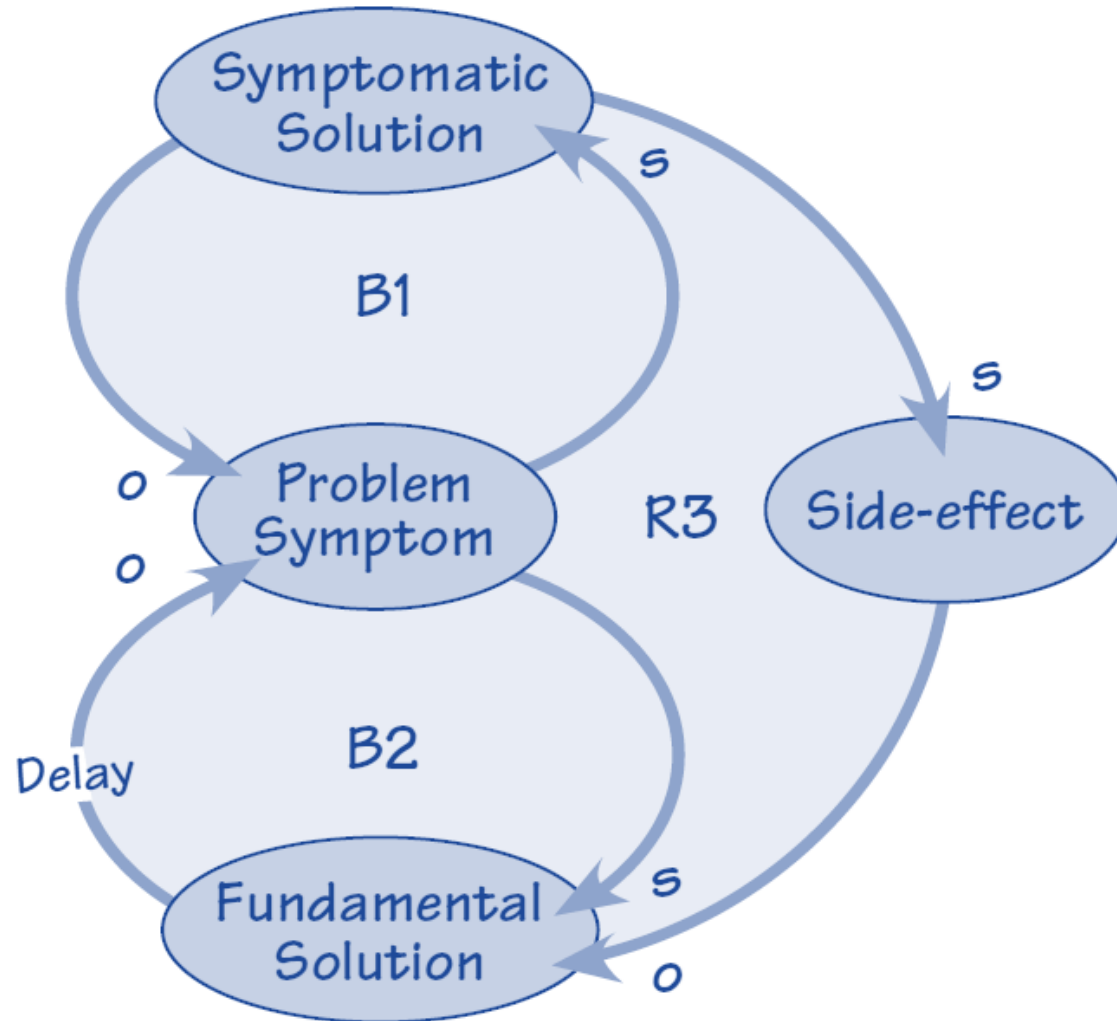 Symptomatic
Solution
s
B1
s
o
Problem
Symptom
R3
Side-effect
o
B2
Delay
s
Fundamental
Solution
o